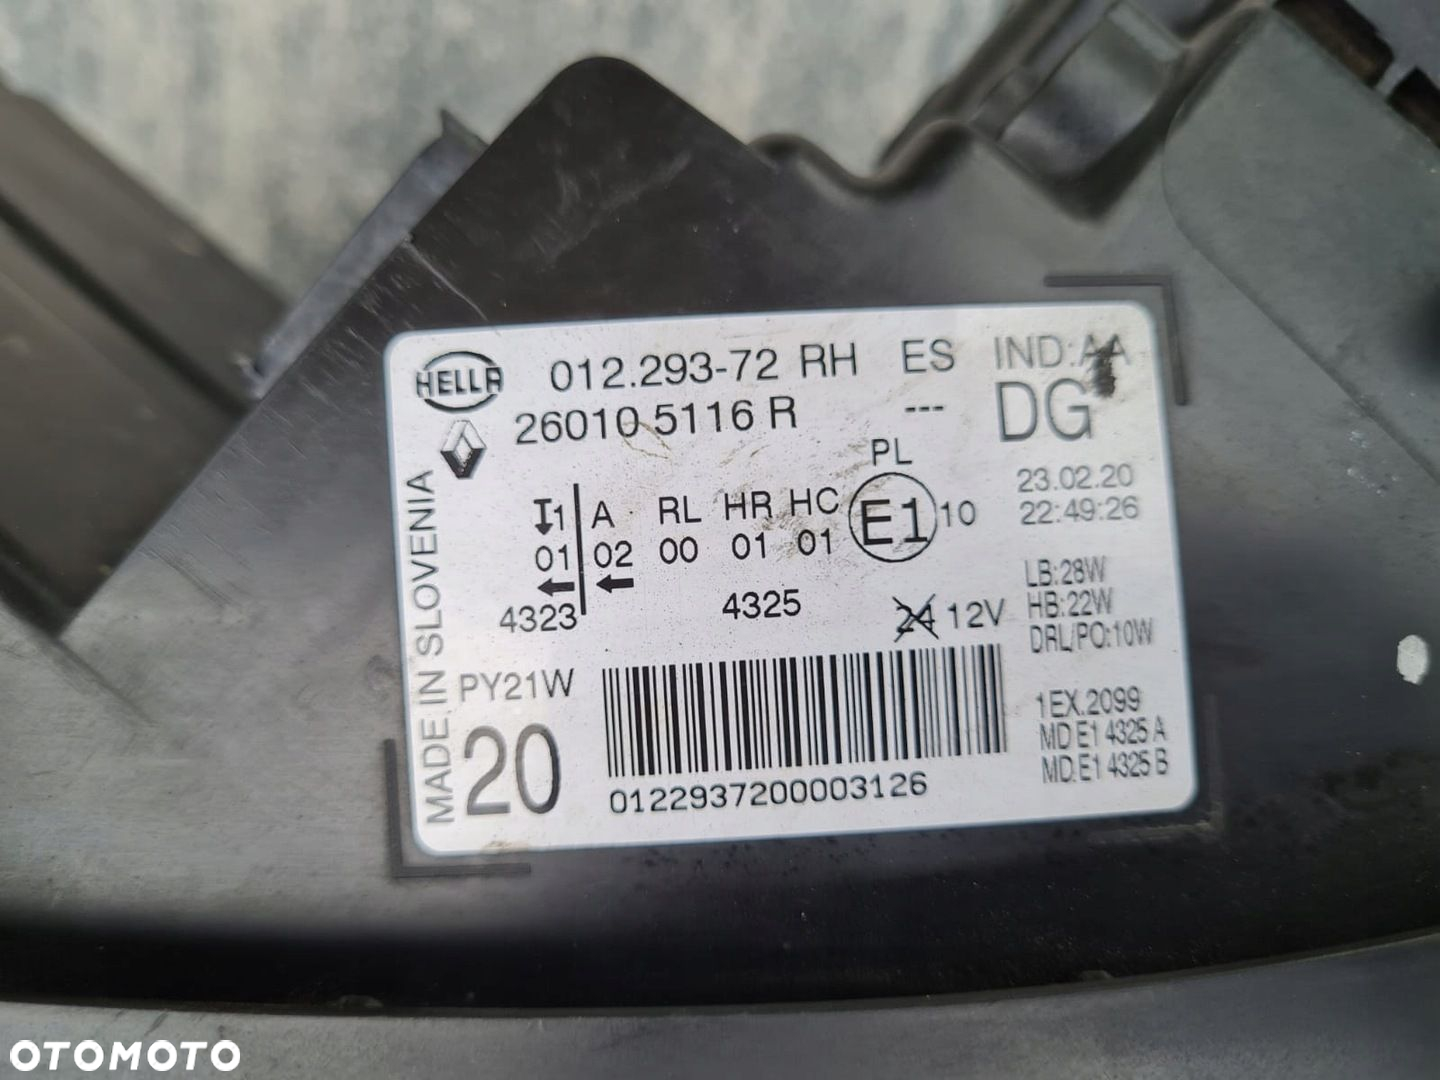 HELLA 012.293-72 RH ES IND:AA
26010 5116 R --- DG
MADE IN SLOVENIA
PL
1 A RL HR HC E1 10
01 02 00 01 01
4323 4325 24 12V
23.02.20
22:49:26
LB:28W
HB:22W
DRL/PO:10W
PY21W
20
01229372000003126
1EX.2099
MD E1 4325 A
MD.E1 4325 B
OTOMOTO